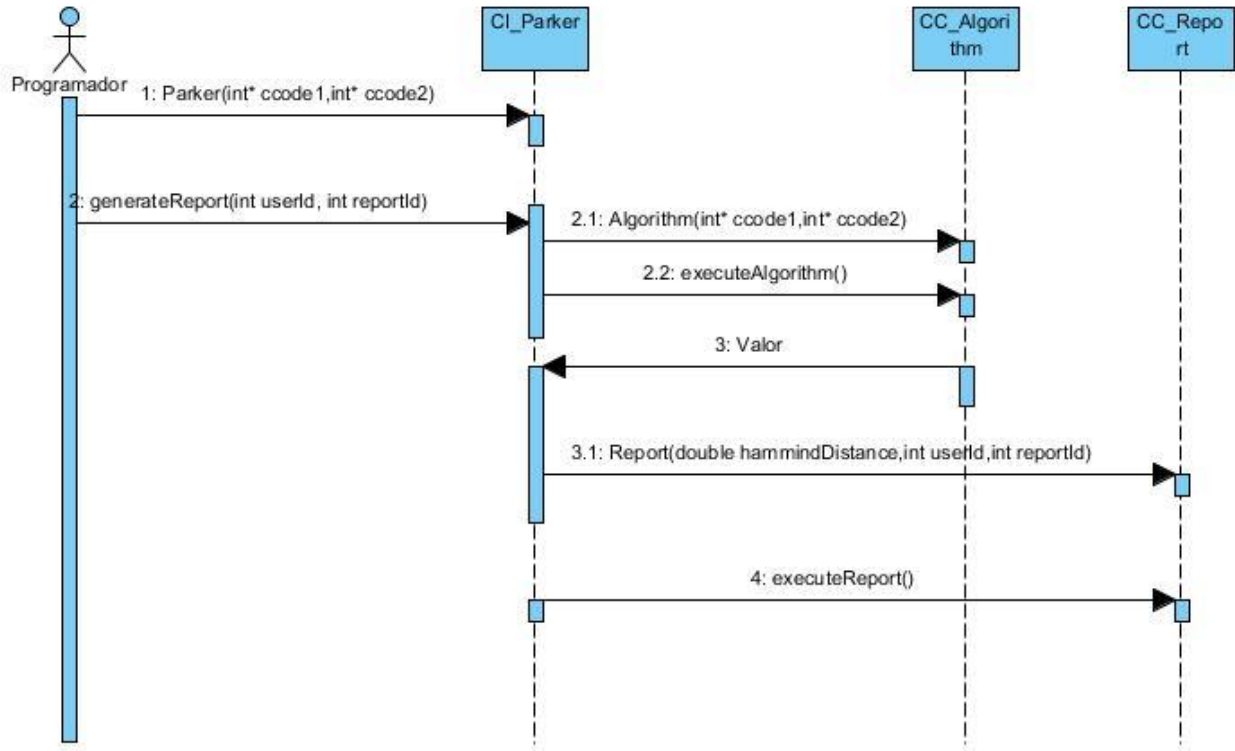 CI_Parker
CC_Algori
thm
CC_Repo
rt
Programador
1: Parker(int* ccode1,int* ccode2)
2: generateReport(int userId, int reportId)
2.1: Algorithm(int* ccode1,int* ccode2)
2.2: executeAlgorithm()
3: Valor
3.1: Report(double hammindDistance,int userId,int reportId)
4: executeReport()